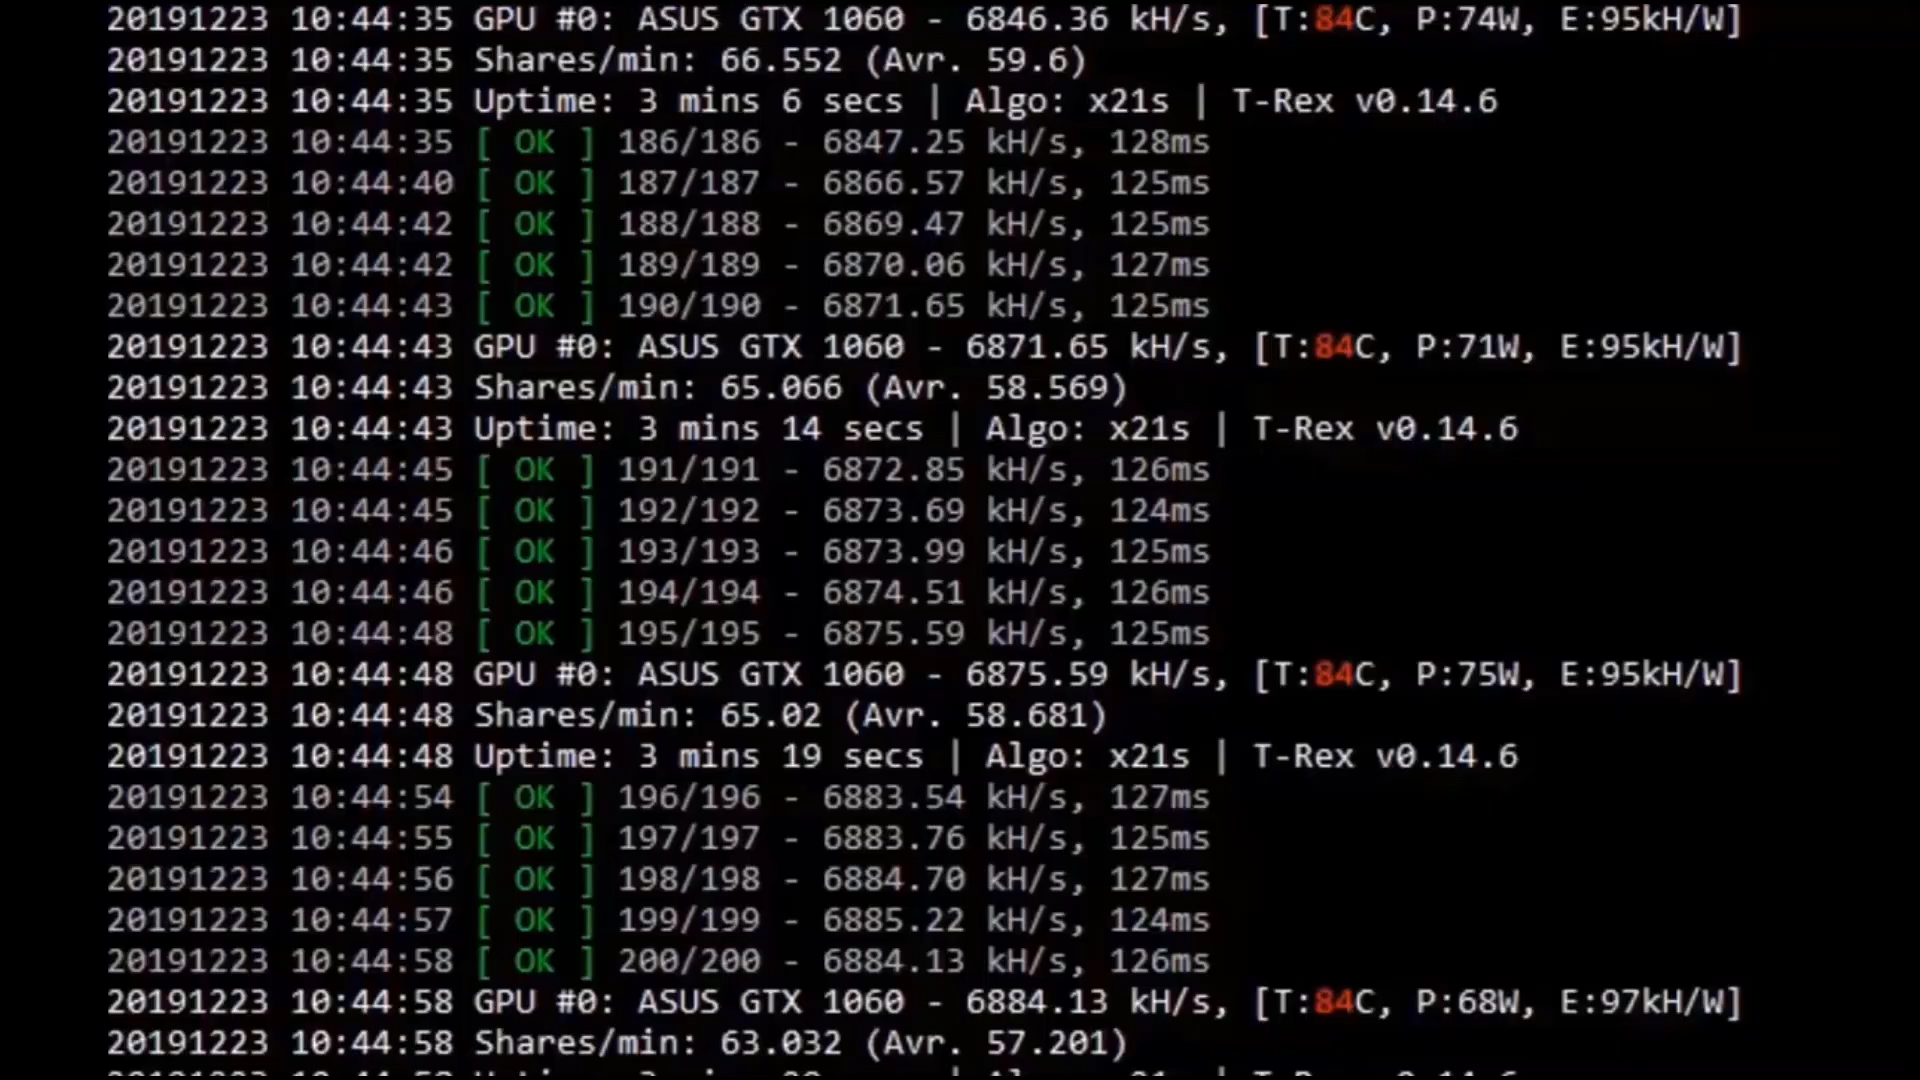 20191223 10:44:35 GPU #0: ASUS GTX 1060 - 6846.36 kH/s, [T:84C, P:74W, E:95kH/W]
20191223 10:44:35 Shares/min: 66.552 (Avr. 59.6)
20191223 10:44:35 Uptime: 3 mins 6 secs | Algo: x21s | T-Rex v0.14.6
20191223 10:44:35 [ OK ] 186/186 - 6847.25 kH/s, 128ms
20191223 10:44:40 [ OK ] 187/187 - 6866.57 kH/s, 125ms
20191223 10:44:42 [ OK ] 188/188 - 6869.47 kH/s, 125ms
20191223 10:44:42 [ OK ] 189/189 - 6870.06 kH/s, 127ms
20191223 10:44:43 [ OK ] 190/190 - 6871.65 kH/s, 125ms
20191223 10:44:43 GPU #0: ASUS GTX 1060 - 6871.65 kH/s, [T:84C, P:71W, E:95kH/W]
20191223 10:44:43 Shares/min: 65.066 (Avr. 58.569)
20191223 10:44:43 Uptime: 3 mins 14 secs | Algo: x21s | T-Rex v0.14.6
20191223 10:44:45 [ OK ] 191/191 - 6872.85 kH/s, 126ms
20191223 10:44:45 [ OK ] 192/192 - 6873.69 kH/s, 124ms
20191223 10:44:46 [ OK ] 193/193 - 6873.99 kH/s, 125ms
20191223 10:44:46 [ OK ] 194/194 - 6874.51 kH/s, 126ms
20191223 10:44:48 [ OK ] 195/195 - 6875.59 kH/s, 125ms
20191223 10:44:48 GPU #0: ASUS GTX 1060 - 6875.59 kH/s, [T:84C, P:75W, E:95kH/W]
20191223 10:44:48 Shares/min: 65.02 (Avr. 58.681)
20191223 10:44:48 Uptime: 3 mins 19 secs | Algo: x21s | T-Rex v0.14.6
20191223 10:44:54 [ OK ] 196/196 - 6883.54 kH/s, 127ms
20191223 10:44:55 [ OK ] 197/197 - 6883.76 kH/s, 125ms
20191223 10:44:56 [ OK ] 198/198 - 6884.70 kH/s, 127ms
20191223 10:44:57 [ OK ] 199/199 - 6885.22 kH/s, 124ms
20191223 10:44:58 [ OK ] 200/200 - 6884.13 kH/s, 126ms
20191223 10:44:58 GPU #0: ASUS GTX 1060 - 6884.13 kH/s, [T:84C, P:68W, E:97kH/W]
20191223 10:44:58 Shares/min: 63.032 (Avr. 57.201)